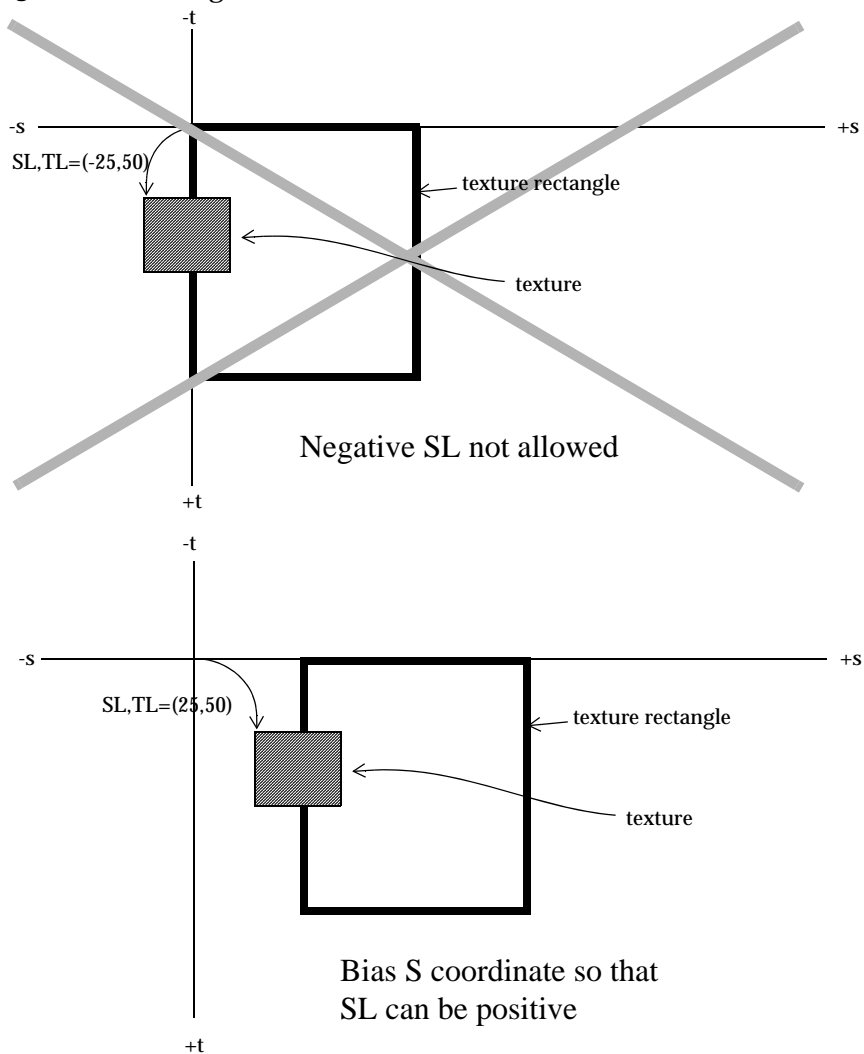 -t
-s
+s
SL,TL=(-25,50)
texture rectangle
texture
Negative SL not allowed
+t
-t
-s
+s
SL,TL=(25,50)
texture rectangle
texture
Bias S coordinate so that
SL can be positive
+t